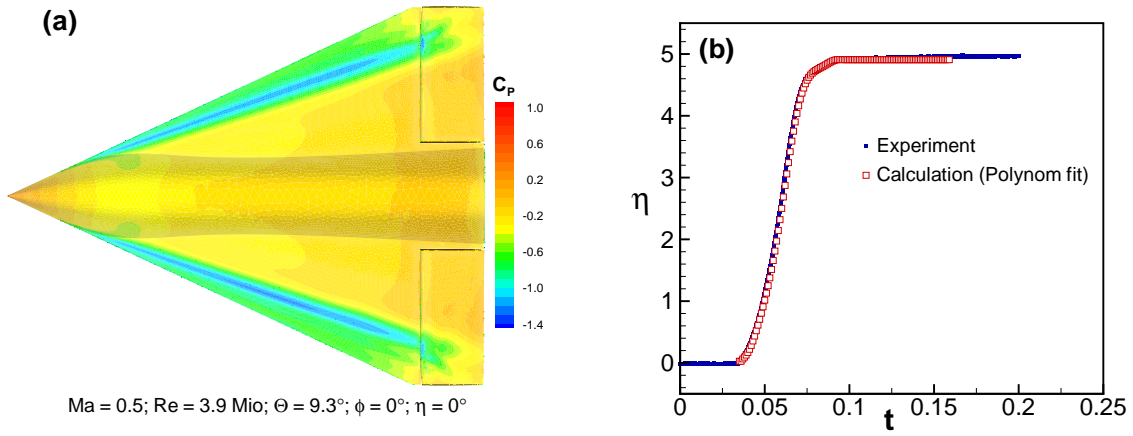 (a)
C_P
1.0
0.6
0.2
-0.2
-0.6
-1.0
-1.4
Ma = 0.5; Re = 3.9 Mio; Θ = 9.3°; ϕ = 0°; η = 0°
(b)
η
5
4
3
2
1
0
Experiment
Calculation (Polynom fit)
0 0.05 0.1 0.15 0.2 0.25
t